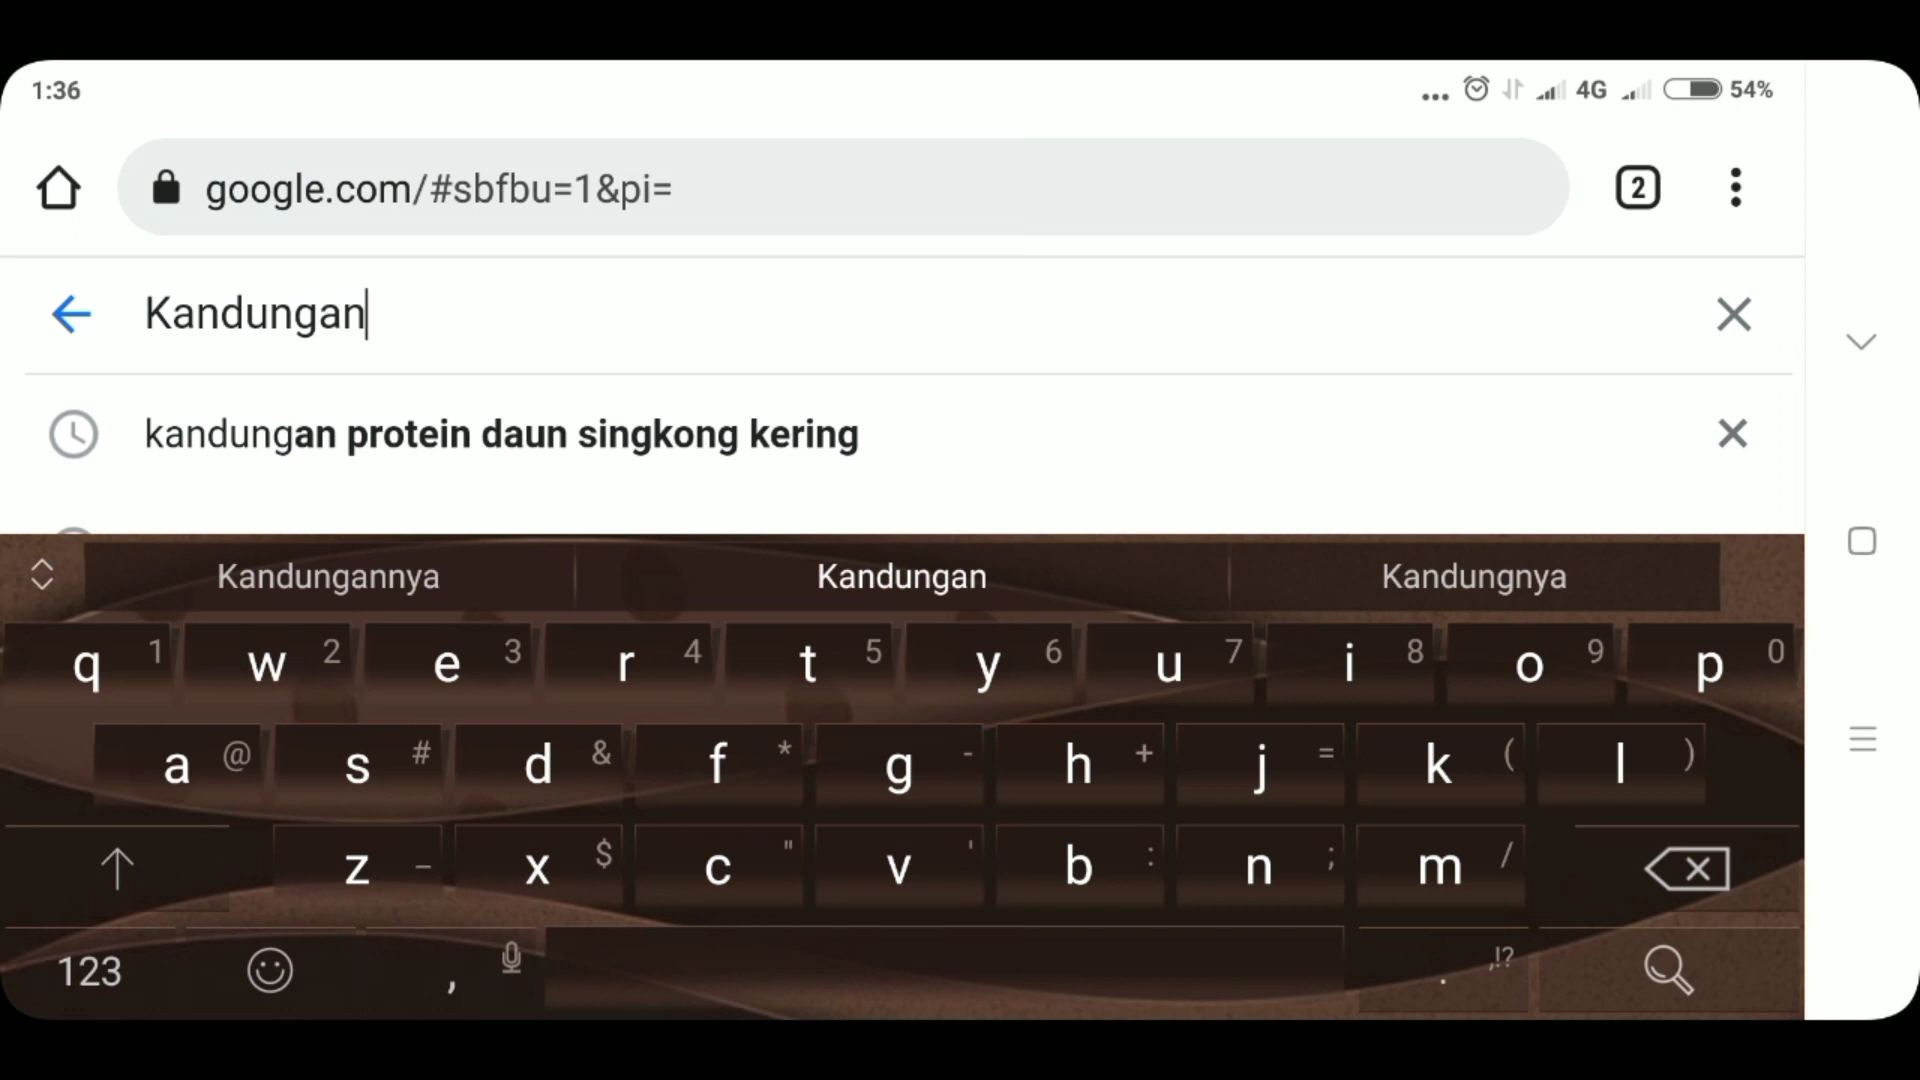 1:36
... 4G 54%
google.com/#sbfbu=1&pi=
2
Kandungan
kandungan protein daun singkong kering
Kandungannya Kandungan Kandungnya
q 1 w 2 e 3 r 4 t 5 y 6 u 7 i 8 o 9 p 0
a @ s # d & f * g - h + j = k ( l )
z _ x $ c " v ' b : n ; m /
123 , . ,!?